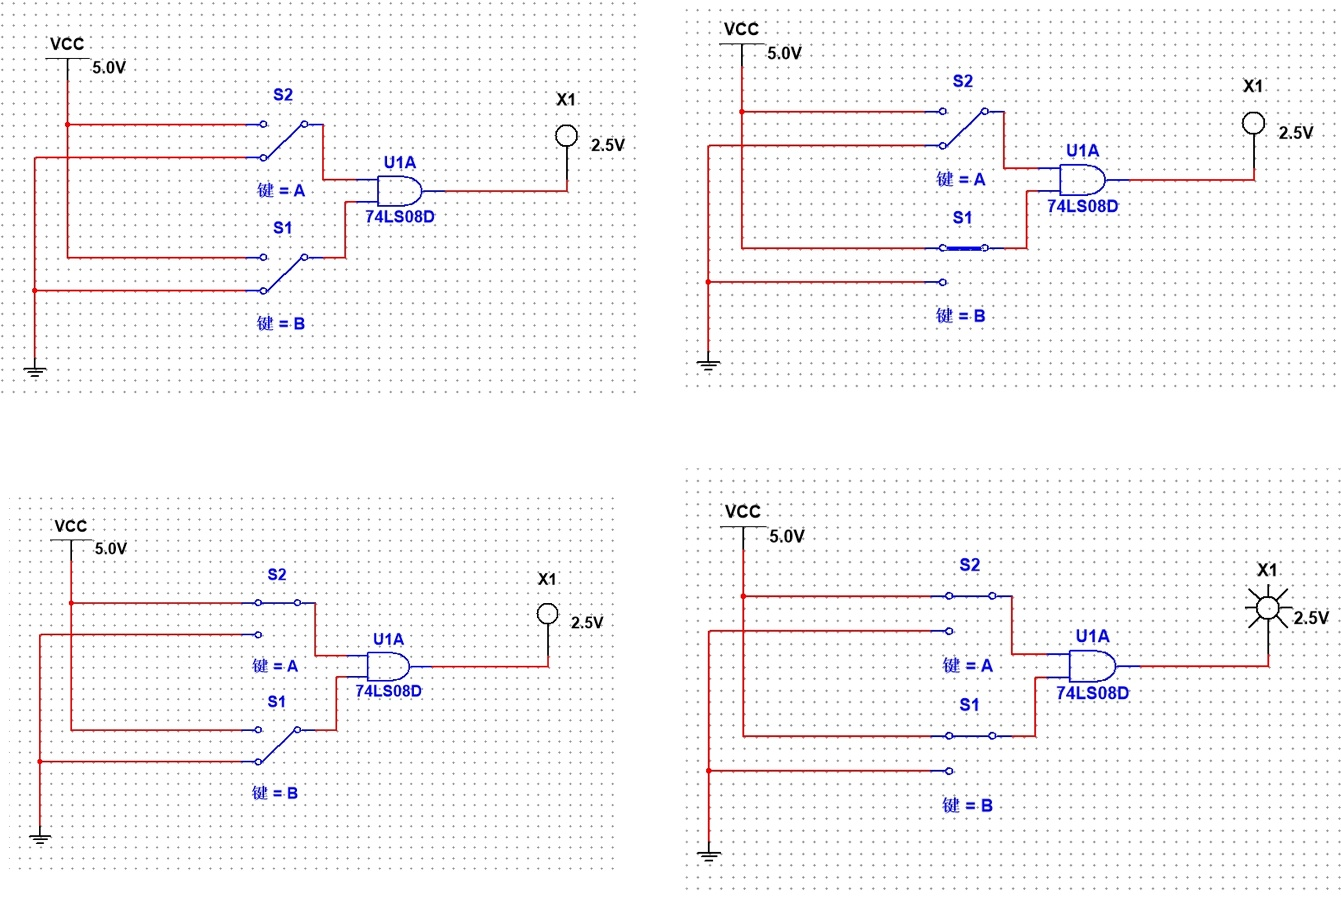 VCC
5.0V
S2
X1
2.5V
U1A
键 = A
74LS08D
S1
键 = B
VCC
5.0V
S2
X1
2.5V
U1A
键 = A
74LS08D
S1
键 = B
VCC
5.0V
S2
X1
2.5V
U1A
键 = A
74LS08D
S1
键 = B
VCC
5.0V
S2
X1
2.5V
U1A
键 = A
74LS08D
S1
键 = B